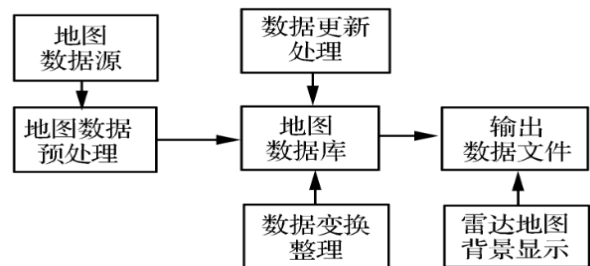 地图
数据源
数据更新
处理
地图数据
预处理
地图
数据库
输出
数据文件
数据变换
整理
雷达地图
背景显示